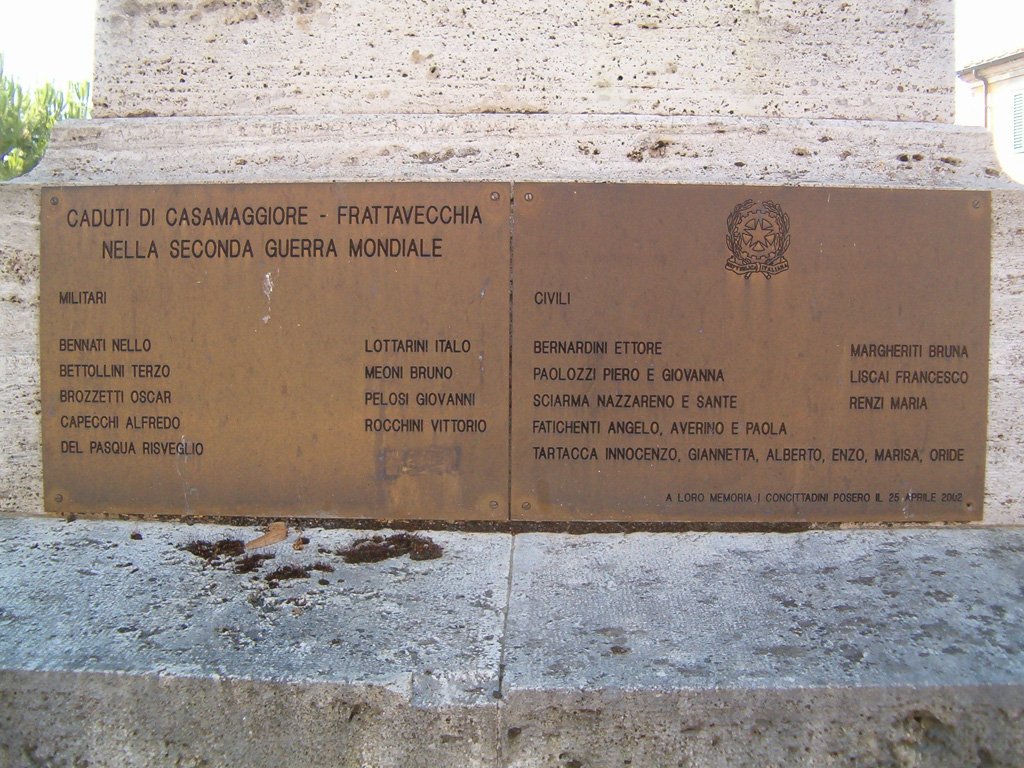 CADUTI DI CASAMAGGIORE - FRATTAVECCHIA
NELLA SECONDA GUERRA MONDIALE
MILITARI
BENNATI NELLO
BETTOLLINI TERZO
BROZZETTI OSCAR
CAPECCHI ALFREDO
DEL PASQUA RISVEGLIO
LOTTARINI ITALO
MEONI BRUNO
PELOSI GIOVANNI
ROCCHINI VITTORIO
REPVBBLICA ITALIANA
CIVILI
BERNARDINI ETTORE
PAOLOZZI PIERO E GIOVANNA
SCIARMA NAZZARENO E SANTE
FATICHENTI ANGELO, AVERINO E PAOLA
TARTACCA INNOCENZO, GIANNETTA, ALBERTO, ENZO, MARISA, ORIDE
MARGHERITI BRUNA
LISCAI FRANCESCO
RENZI MARIA
A LORO MEMORIA I CONCITTADINI POSERO IL 25 APRILE 2002